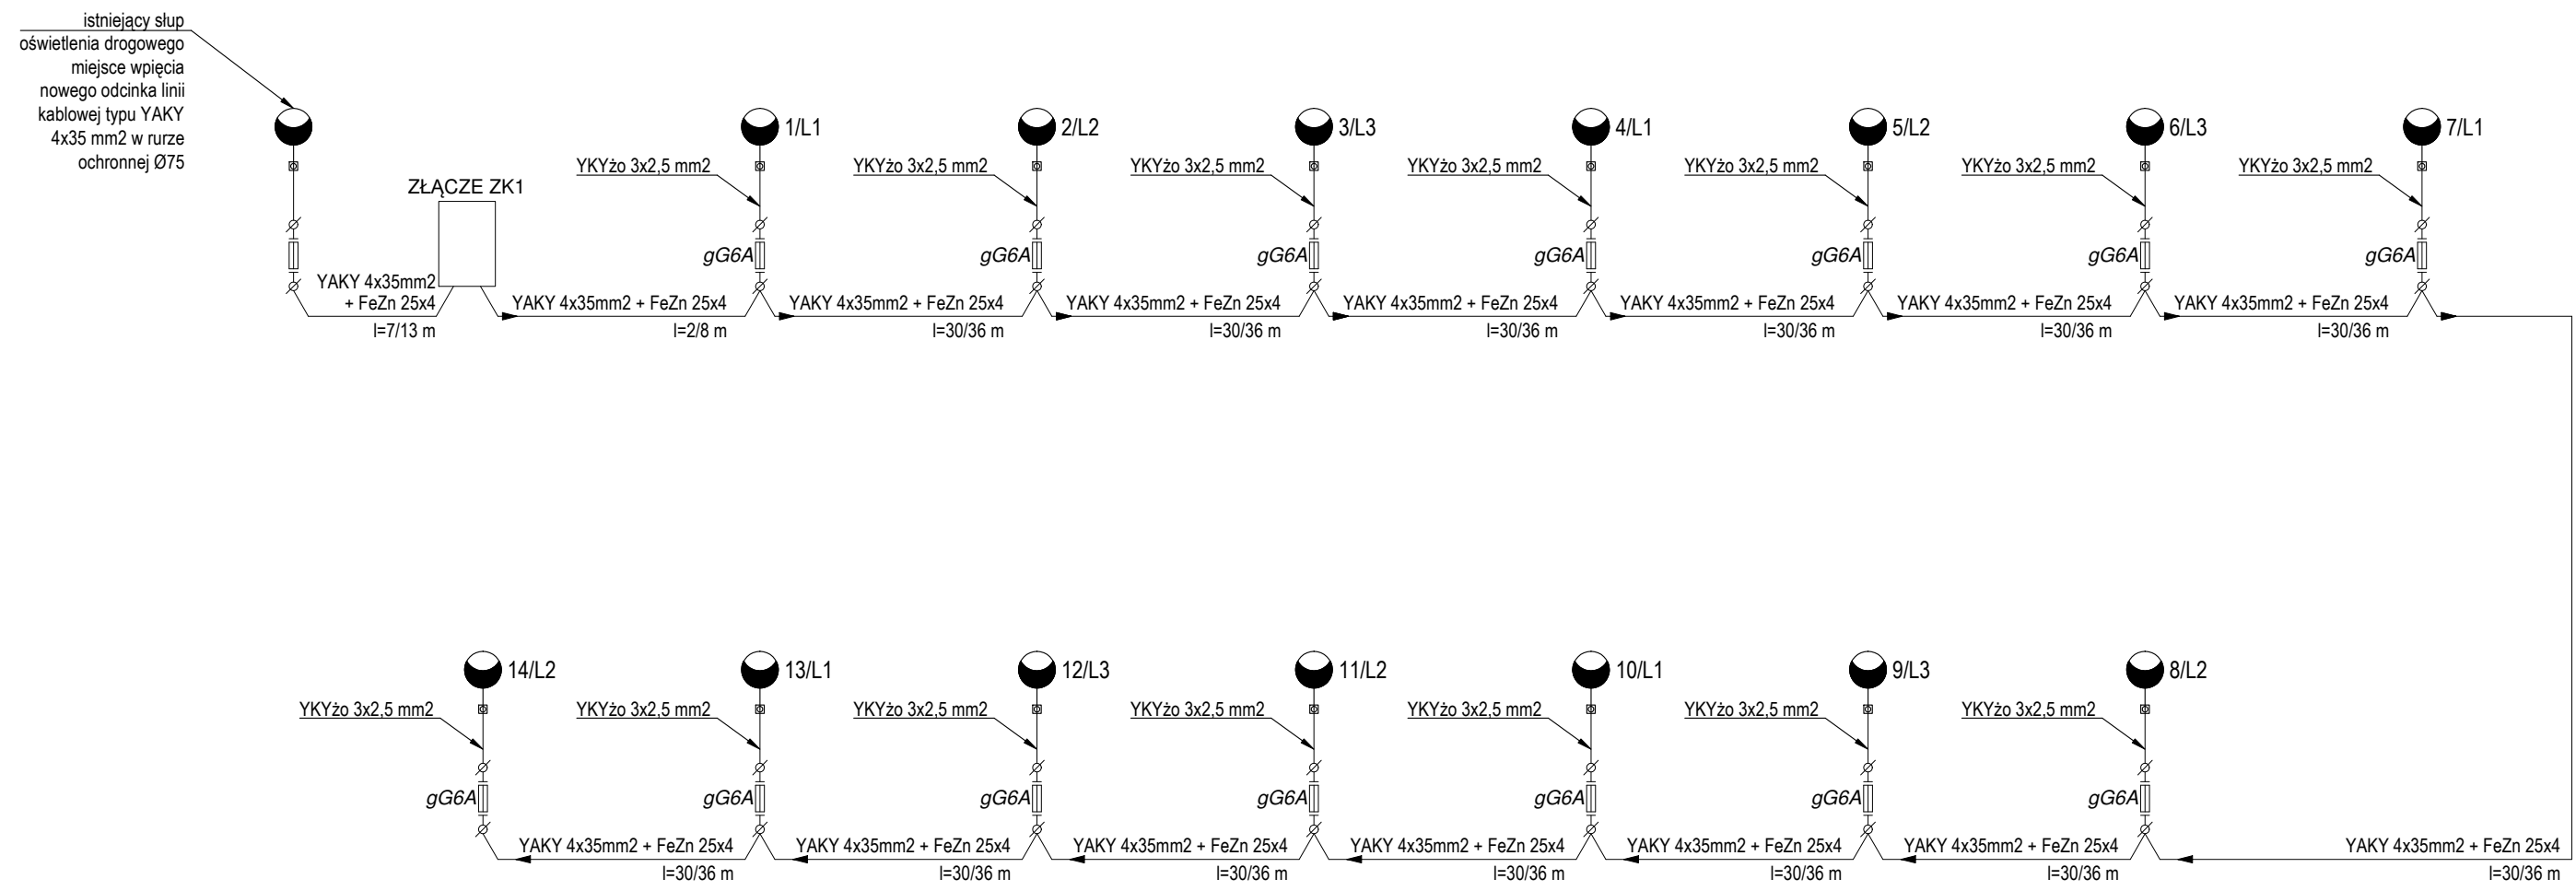 istniejący słup
oświetlenia drogowego
miejsce wpięcia
nowego odcinka linii
kablowej typu YAKY
4x35 mm2 w rurze
ochronnej Ø75
ZŁĄCZE ZK1
1/L1
2/L2
3/L3
4/L1
5/L2
6/L3
7/L1
YKYżo 3x2,5 mm2
YKYżo 3x2,5 mm2
YKYżo 3x2,5 mm2
YKYżo 3x2,5 mm2
YKYżo 3x2,5 mm2
YKYżo 3x2,5 mm2
YKYżo 3x2,5 mm2
gG6A
gG6A
gG6A
gG6A
gG6A
gG6A
gG6A
YAKY 4x35mm2
+ FeZn 25x4
YAKY 4x35mm2 + FeZn 25x4
YAKY 4x35mm2 + FeZn 25x4
YAKY 4x35mm2 + FeZn 25x4
YAKY 4x35mm2 + FeZn 25x4
YAKY 4x35mm2 + FeZn 25x4
YAKY 4x35mm2 + FeZn 25x4
YAKY 4x35mm2 + FeZn 25x4
l=7/13 m
l=2/8 m
l=30/36 m
l=30/36 m
l=30/36 m
l=30/36 m
l=30/36 m
l=30/36 m
14/L2
13/L1
12/L3
11/L2
10/L1
9/L3
8/L2
YKYżo 3x2,5 mm2
YKYżo 3x2,5 mm2
YKYżo 3x2,5 mm2
YKYżo 3x2,5 mm2
YKYżo 3x2,5 mm2
YKYżo 3x2,5 mm2
YKYżo 3x2,5 mm2
gG6A
gG6A
gG6A
gG6A
gG6A
gG6A
gG6A
YAKY 4x35mm2 + FeZn 25x4
YAKY 4x35mm2 + FeZn 25x4
YAKY 4x35mm2 + FeZn 25x4
YAKY 4x35mm2 + FeZn 25x4
YAKY 4x35mm2 + FeZn 25x4
YAKY 4x35mm2 + FeZn 25x4
YAKY 4x35mm2 + FeZn 25x4
l=30/36 m
l=30/36 m
l=30/36 m
l=30/36 m
l=30/36 m
l=30/36 m
l=30/36 m